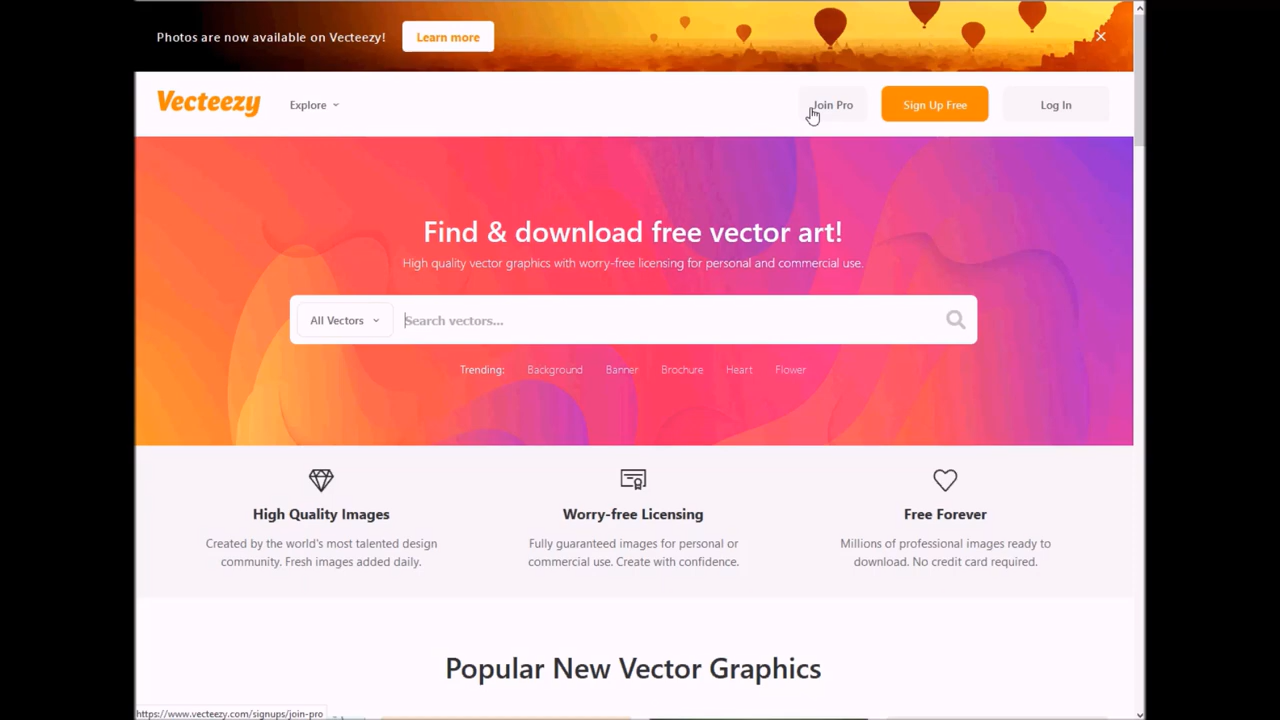 Photos are now available on Vecteezy!
Learn more
Vecteezy
Explore
Join Pro
Sign Up Free
Log In
Find & download free vector art!
High quality vector graphics with worry-free licensing for personal and commercial use.
All Vectors
Search vectors...
Trending: Background Banner Brochure Heart Flower
High Quality Images
Created by the world's most talented design
community. Fresh images added daily.
Worry-free Licensing
Fully guaranteed images for personal or
commercial use. Create with confidence.
Free Forever
Millions of professional images ready to
download. No credit card required.
Popular New Vector Graphics
https://www.vecteezy.com/signups/join-pro